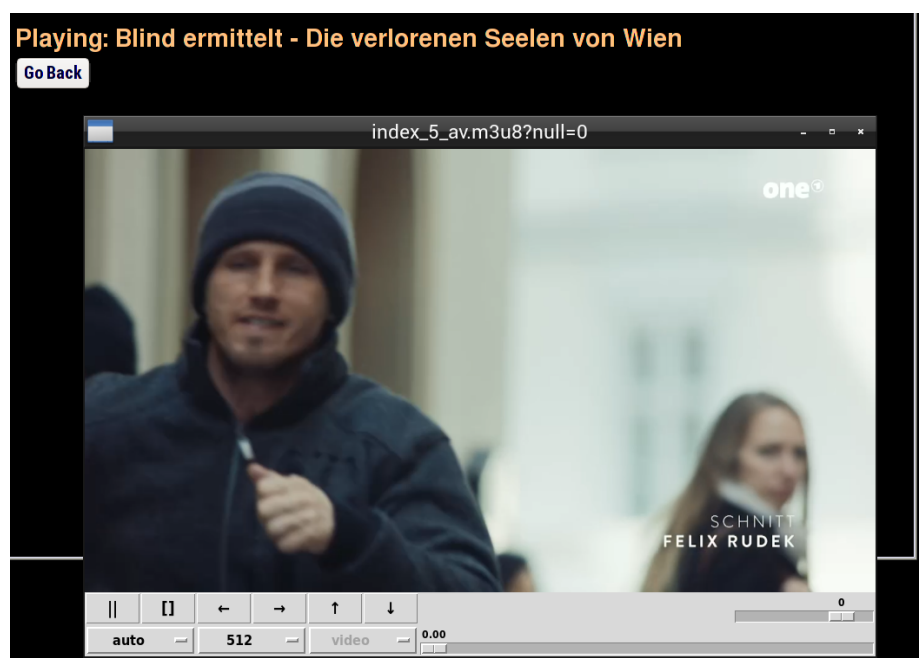 Playing: Blind ermittelt - Die verlorenen Seelen von Wien
Go Back
index_5_av.m3u8?null=0
one
SCHNITT
FELIX RUDEK
|| [] ← → ↑ ↓ 0
auto 512 video 0.00